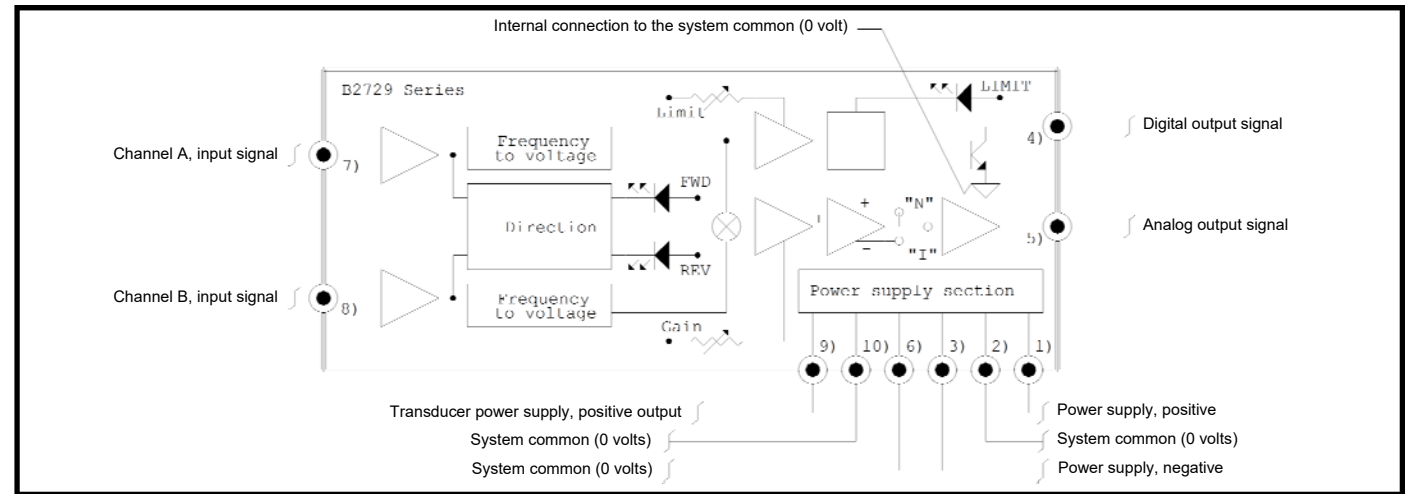 Internal connection to the system common (0 volt)
B2729 Series
LIMIT
Limit
4)
Digital output signal
Channel A, input signal
7)
Frequency
to voltage
FWD
"N"
+
Direction
5)
Analog output signal
-
"I"
REV
Channel B, input signal
8)
Frequency
to voltage
Power supply section
Gain
9)
10)
6)
3)
2)
1)
Transducer power supply, positive output
Power supply, positive
System common (0 volts)
System common (0 volts)
System common (0 volts)
Power supply, negative